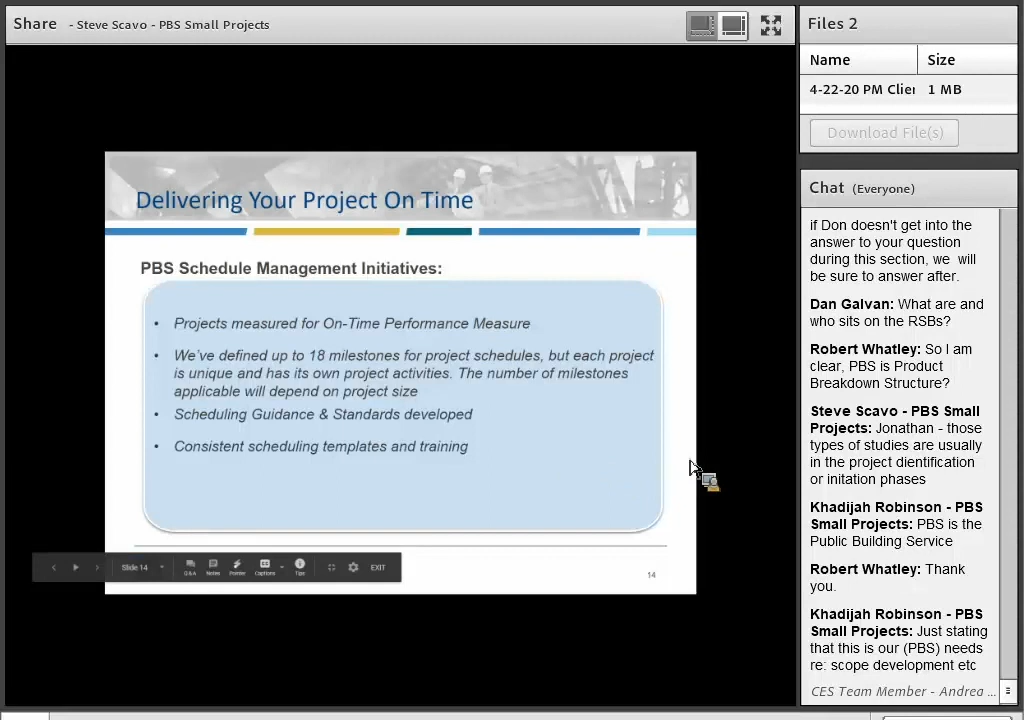 Share - Steve Scavo - PBS Small Projects
Delivering Your Project On Time
PBS Schedule Management Initiatives:
• Projects measured for On-Time Performance Measure
• We've defined up to 18 milestones for project schedules, but each project
is unique and has its own project activities. The number of milestones
applicable will depend on project size
• Scheduling Guidance & Standards developed
• Consistent scheduling templates and training
Slide 14
Q&A Notes Pointer Captions Tips
EXIT
14
Files 2
Name Size
4-22-20 PM Clier 1 MB
Download File(s)
Chat (Everyone)
if Don doesn't get into the
answer to your question
during this section, we will
be sure to answer after.
Dan Galvan: What are and
who sits on the RSBs?
Robert Whatley: So I am
clear, PBS is Product
Breakdown Structure?
Steve Scavo - PBS Small
Projects: Jonathan - those
types of studies are usually
in the project dientification
or initation phases
Khadijah Robinson - PBS
Small Projects: PBS is the
Public Building Service
Robert Whatley: Thank
you.
Khadijah Robinson - PBS
Small Projects: Just stating
that this is our (PBS) needs
re: scope development etc
CES Team Member - Andrea ...